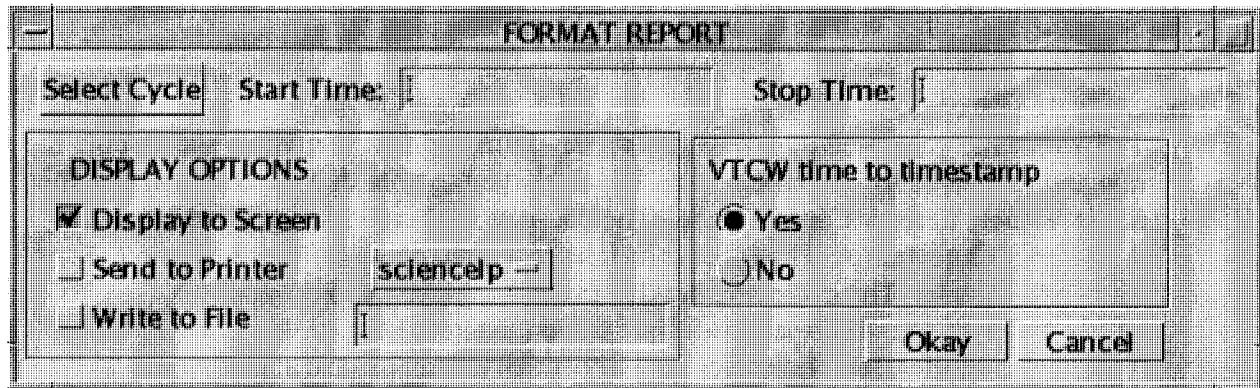 FORMAT REPORT
Select Cycle Start Time: Stop Time:
DISPLAY OPTIONS
Display to Screen
Send to Printer sciencelp
Write to File
VTCW time to timestamp
Yes
No
Okay Cancel